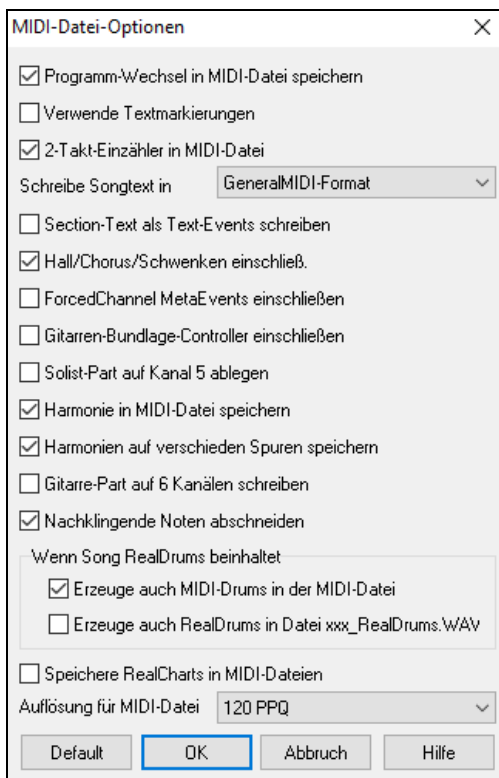 MIDI-Datei-Optionen
Programm-Wechsel in MIDI-Datei speichern
Verwende Textmarkierungen
2-Takt-Einzähler in MIDI-Datei
Schreibe Songtext in GeneralMIDI-Format
Section-Text als Text-Events schreiben
Hall/Chorus/Schwenken einschließ.
ForcedChannel MetaEvents einschließen
Gitarren-Bundlage-Controller einschließen
Solist-Part auf Kanal 5 ablegen
Harmonie in MIDI-Datei speichern
Harmonien auf verschieden Spuren speichern
Gitarre-Part auf 6 Kanälen schreiben
Nachklingende Noten abschneiden
Wenn Song RealDrums beinhaltet
Erzeuge auch MIDI-Drums in der MIDI-Datei
Erzeuge auch RealDrums in Datei xxx_RealDrums.WAV
Speichere RealCharts in MIDI-Dateien
Auflösung für MIDI-Datei 120 PPQ
Default OK Abbruch Hilfe